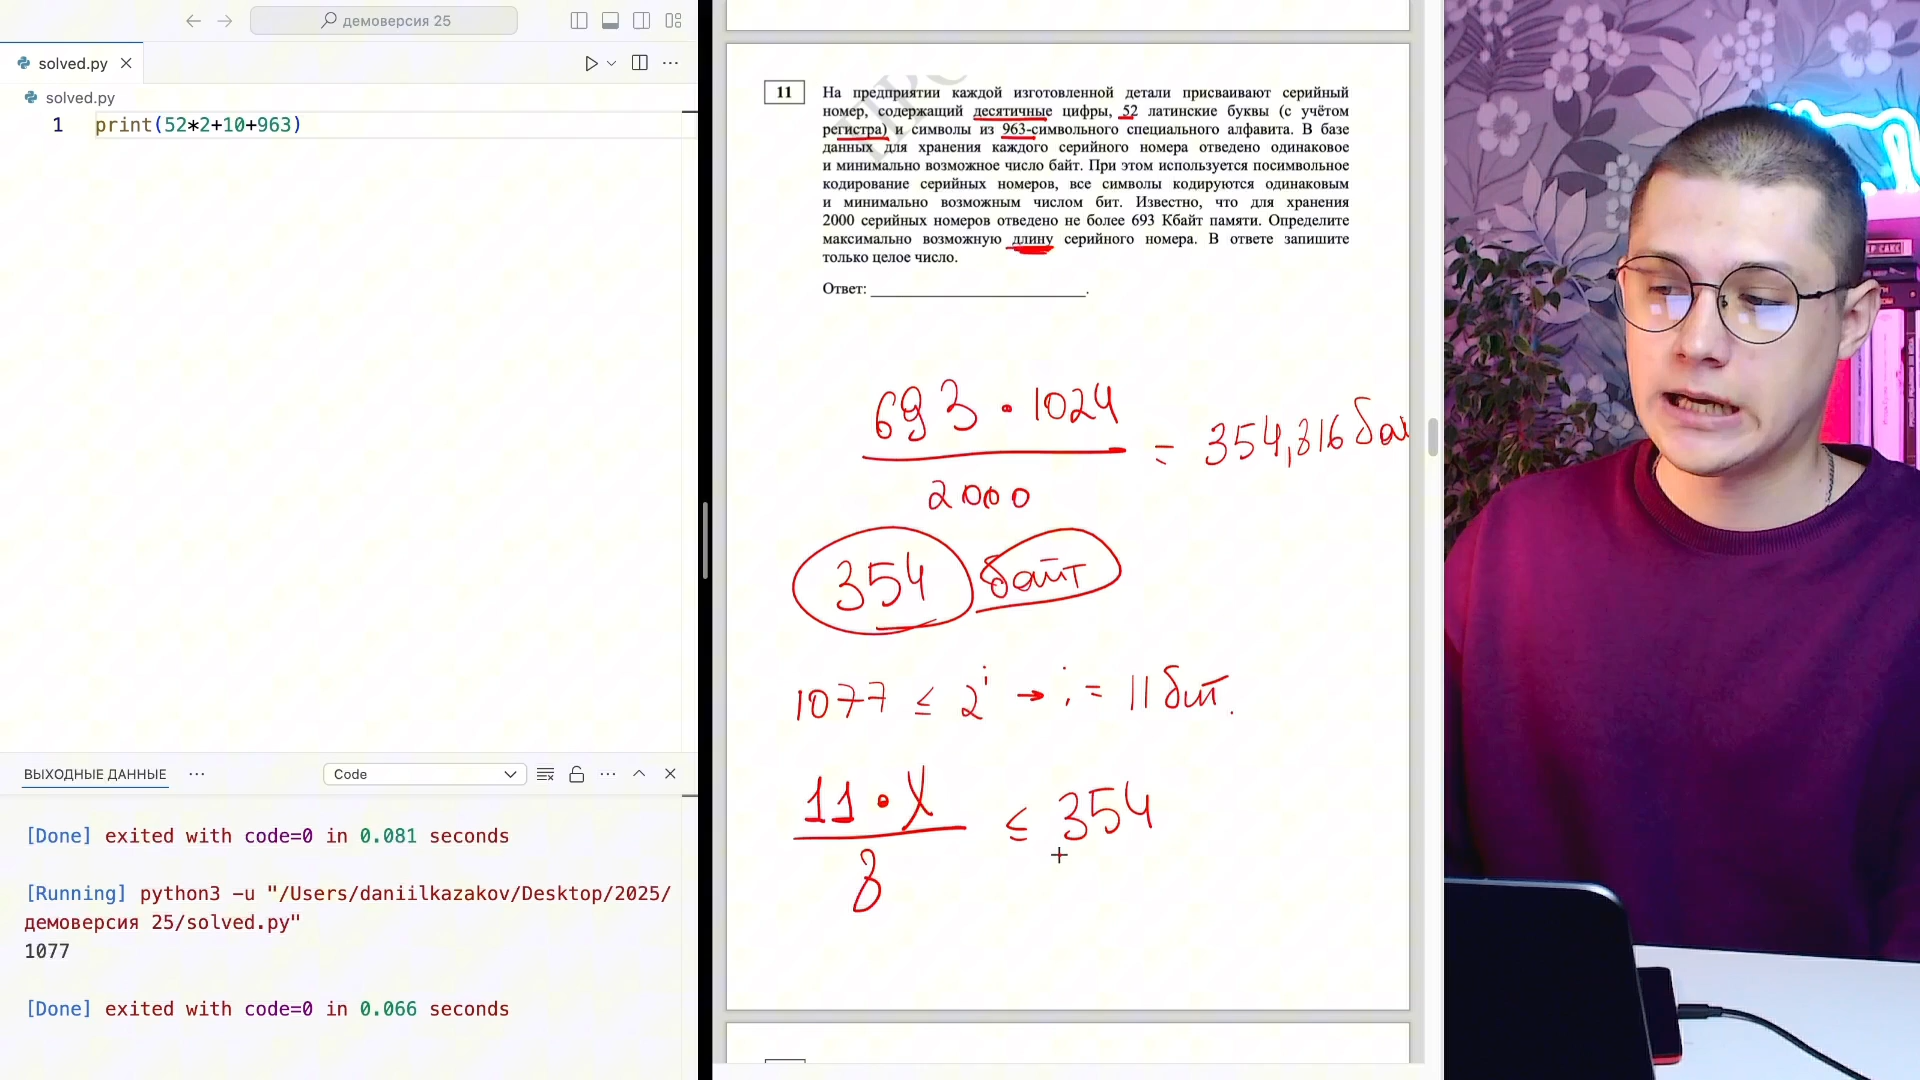 демоверсия 25
solved.py
solved.py
1 print(52*2+10+963)
ВЫХОДНЫЕ ДАННЫЕ
Code
[Done] exited with code=0 in 0.081 seconds
[Running] python3 -u "/Users/daniilkazakov/Desktop/2025/
демоверсия 25/solved.py"
1077
[Done] exited with code=0 in 0.066 seconds
11
На предприятии каждой изготовленной детали присваивают серийный
номер, содержащий десятичные цифры, 52 латинские буквы (с учётом
регистра) и символы из 963-символьного специального алфавита. В базе
данных для хранения каждого серийного номера отведено одинаковое
и минимально возможное число байт. При этом используется посимвольное
кодирование серийных номеров, все символы кодируются одинаковым
и минимально возможным числом бит. Известно, что для хранения
2000 серийных номеров отведено не более 693 Кбайт памяти. Определите
максимально возможную длину серийного номера. В ответе запишите
только целое число.
Ответ: ___.
693 · 1024
= 354,816 бай
2000
354 байт
1077 ≤ 2^i → i = 11 бит.
11 · x
≤ 354
8